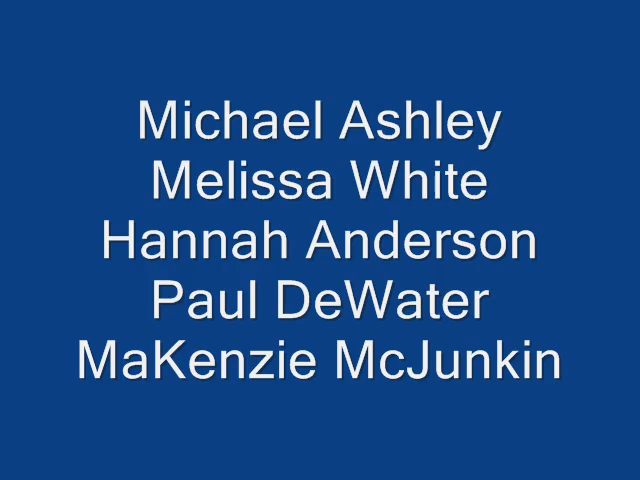 Michael Ashley
Melissa White
Hannah Anderson
Paul DeWater
MaKenzie McJunkin